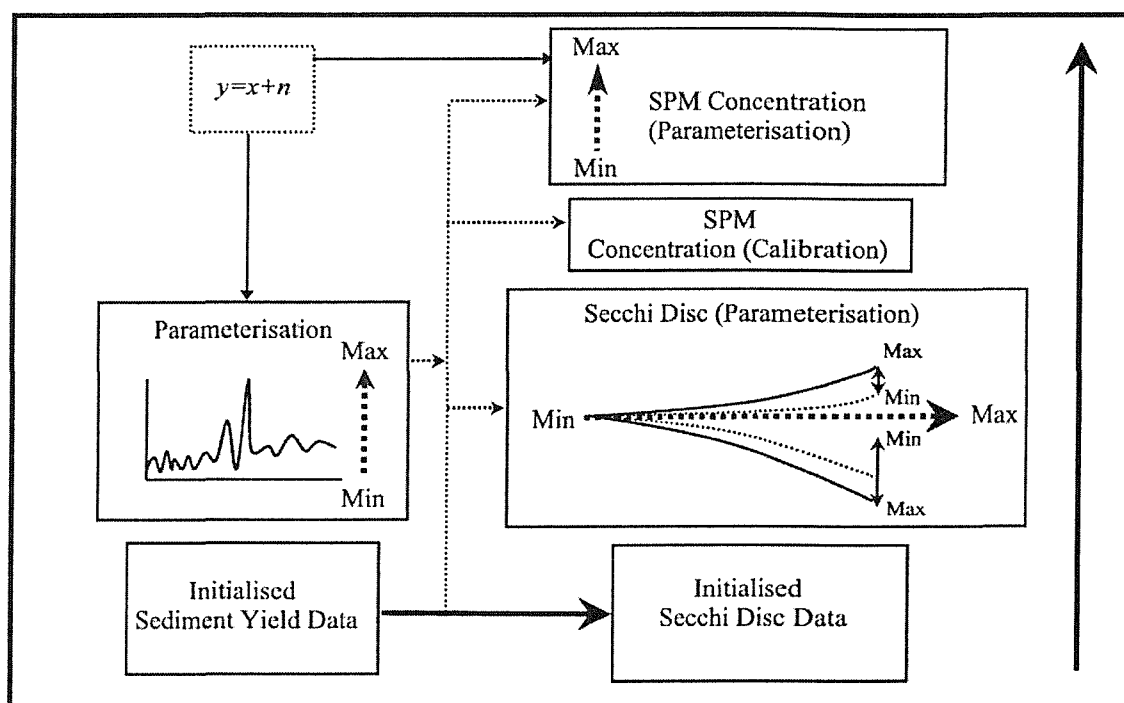 y=x+n
Max
SPM Concentration
(Parameterisation)
Min
SPM
Concentration (Calibration)
Parameterisation
Max
Min
Secchi Disc (Parameterisation)
Max
Min
Min
Max
Min
Max
Initialised
Sediment Yield Data
Initialised
Secchi Disc Data